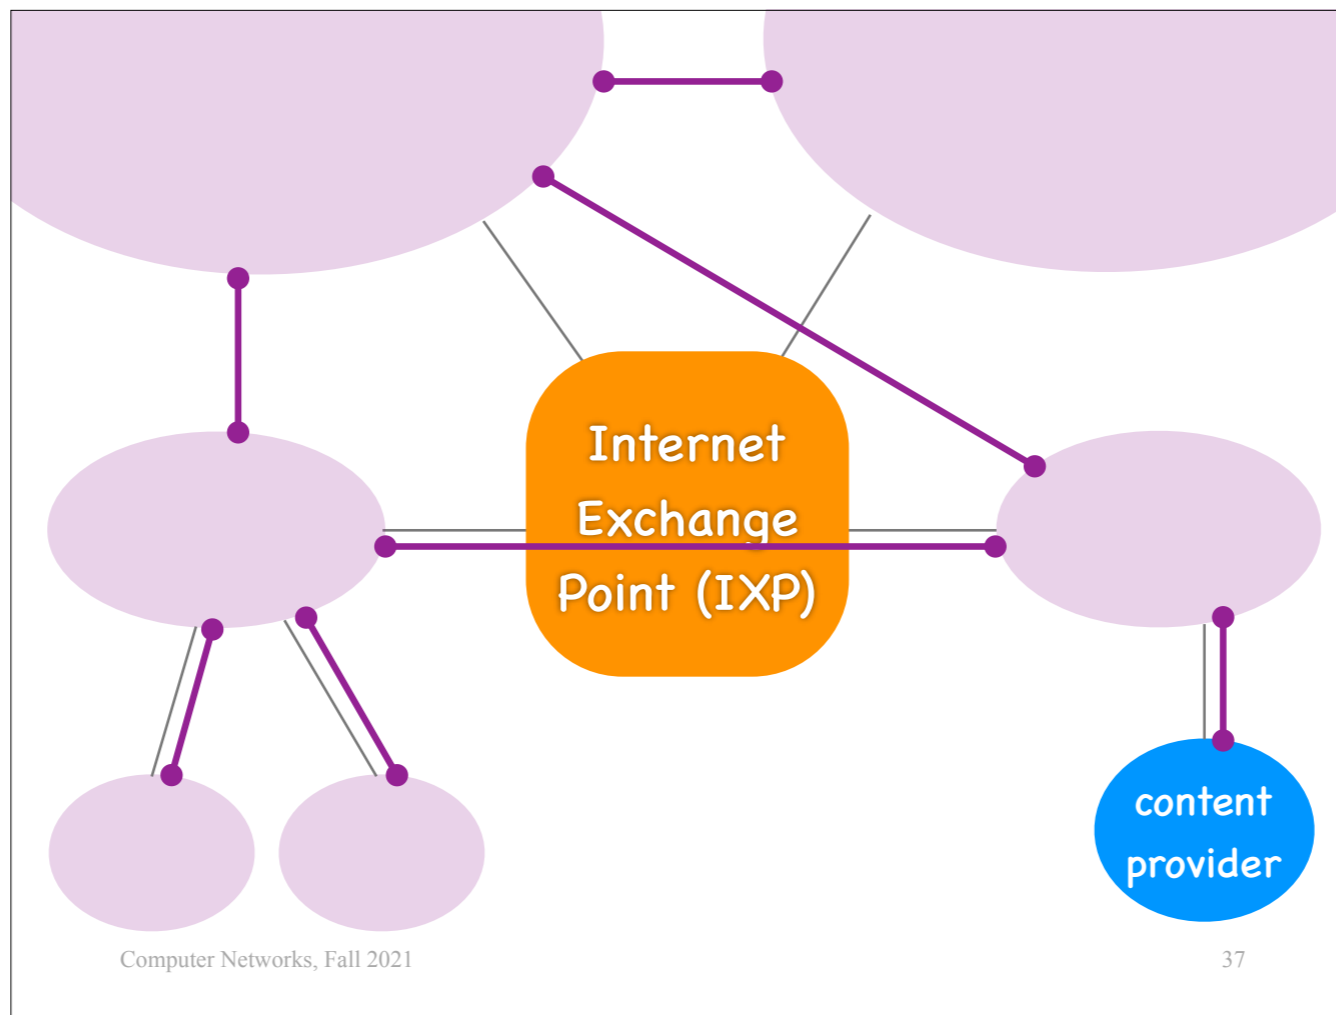 Internet
Exchange
Point (IXP)
content
provider
Computer Networks, Fall 2021
37